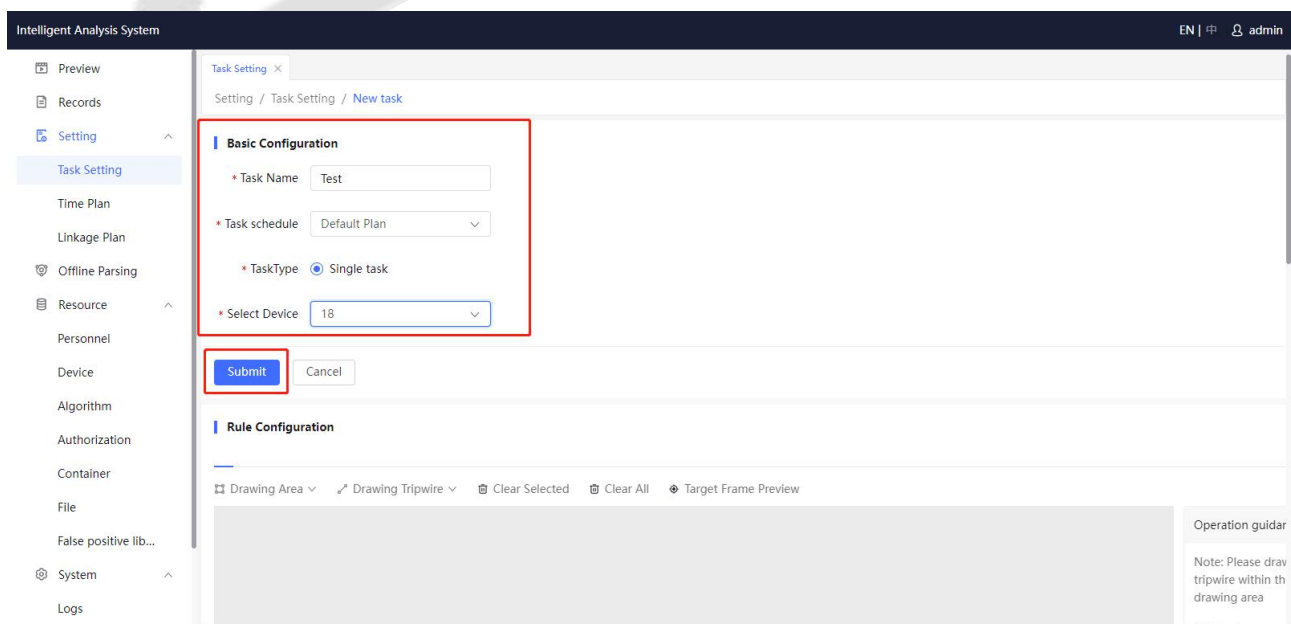 Intelligent Analysis System
EN | 中 admin
Preview
Records
Setting
Task Setting
Time Plan
Linkage Plan
Offline Parsing
Resource
Personnel
Device
Algorithm
Authorization
Container
File
False positive lib...
System
Logs
Task Setting ×
Setting / Task Setting / New task
Basic Configuration
* Task Name Test
* Task schedule Default Plan
* TaskType Single task
* Select Device 18
Submit Cancel
Rule Configuration
Drawing Area Drawing Tripwire Clear Selected Clear All Target Frame Preview
Operation guidar
Note: Please draw
tripwire within th
drawing area